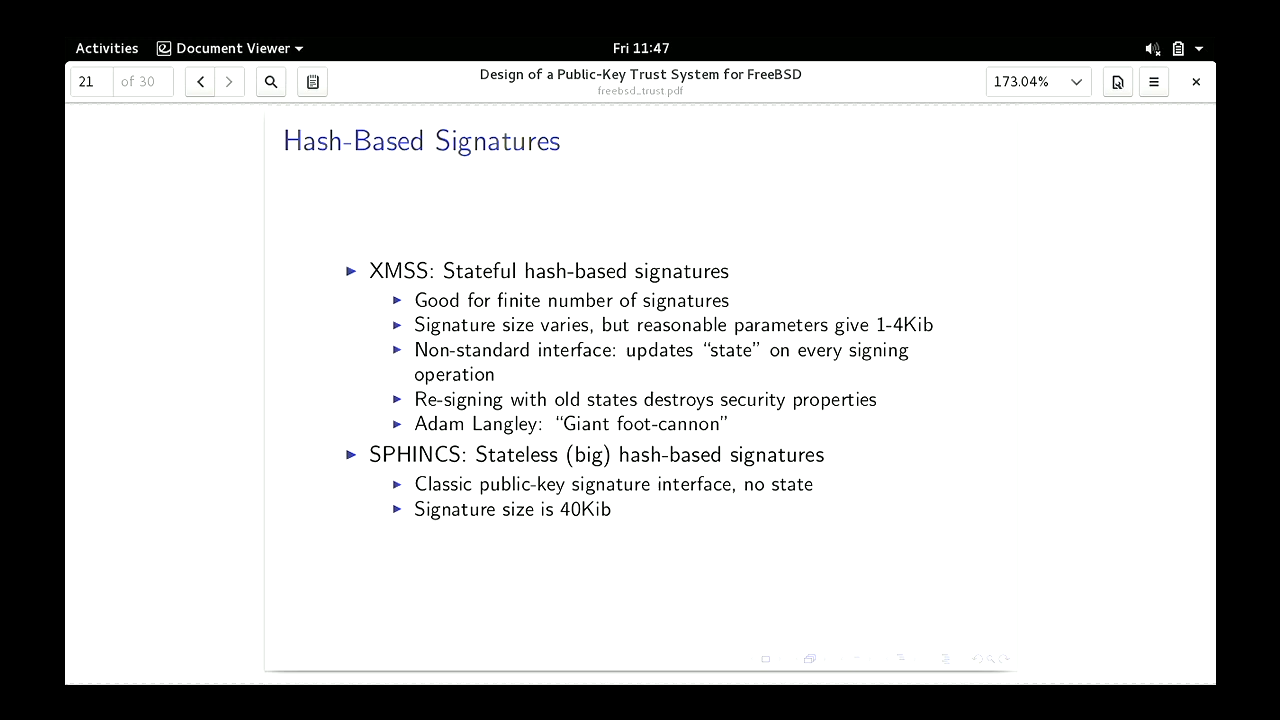 Activities
Document Viewer
Fri 11:47
21
of 30
Design of a Public-Key Trust System for FreeBSD
freebsd_trust.pdf
173.04%
Hash-Based Signatures
XMSS: Stateful hash-based signatures
Good for finite number of signatures
Signature size varies, but reasonable parameters give 1-4Kib
Non-standard interface: updates “state” on every signing
operation
Re-signing with old states destroys security properties
Adam Langley: “Giant foot-cannon”
SPHINCS: Stateless (big) hash-based signatures
Classic public-key signature interface, no state
Signature size is 40Kib